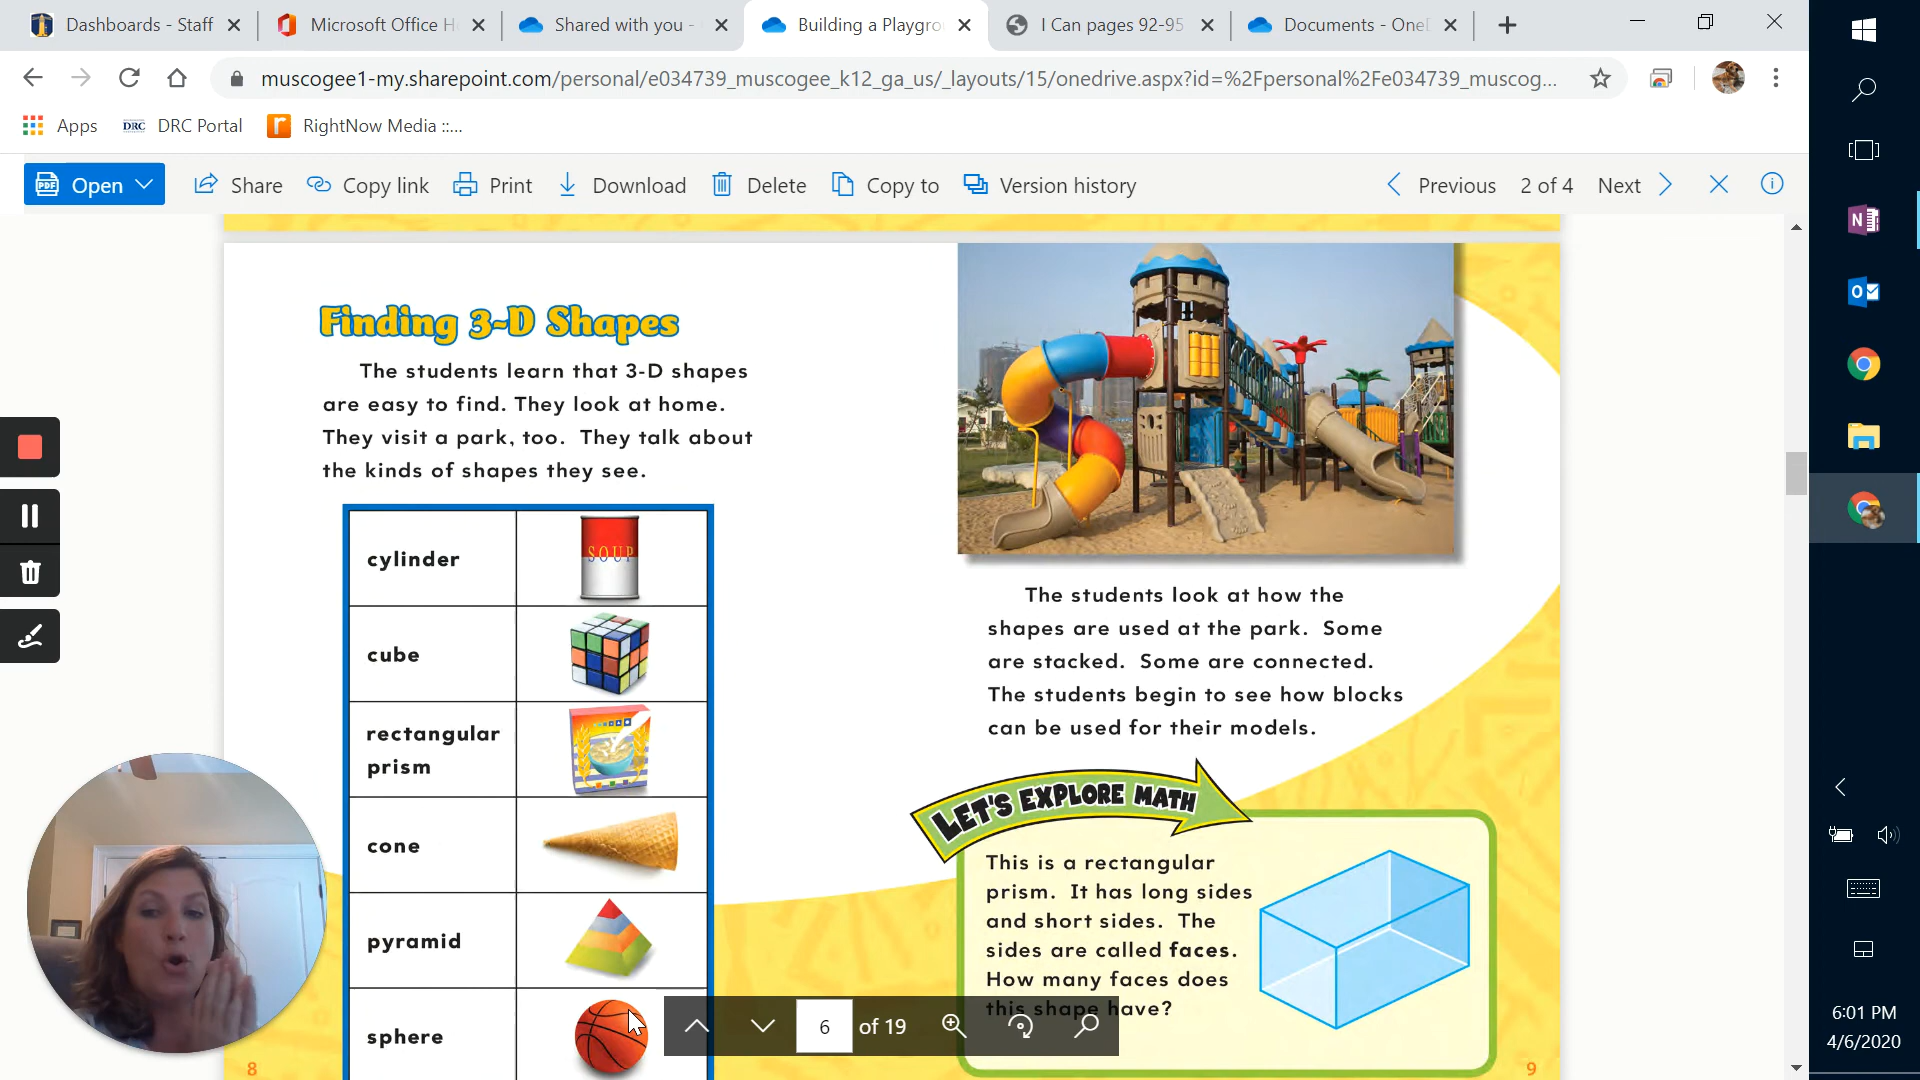 Dashboards - Staff
Microsoft Office H
Shared with you -
Building a Playgro
I Can pages 92-95
Documents - One
muscogee1-my.sharepoint.com/personal/e034739_muscogee_k12_ga_us/_layouts/15/onedrive.aspx?id=%2Fpersonal%2Fe034739_muscog...
Apps
DRC
DRC Portal
RightNow Media ::...
PDF
Open
Share
Copy link
Print
Download
Delete
Copy to
Version history
Previous
2 of 4
Next
Finding 3-D Shapes
The students learn that 3-D shapes
are easy to find. They look at home.
They visit a park, too. They talk about
the kinds of shapes they see.
cylinder
SOUP
cube
rectangular
prism
cone
pyramid
sphere
8
The students look at how the
shapes are used at the park. Some
are stacked. Some are connected.
The students begin to see how blocks
can be used for their models.
LET'S EXPLORE MATH
This is a rectangular
prism. It has long sides
and short sides. The
sides are called faces.
How many faces does
this shape have?
9
6 of 19
6:01 PM
4/6/2020